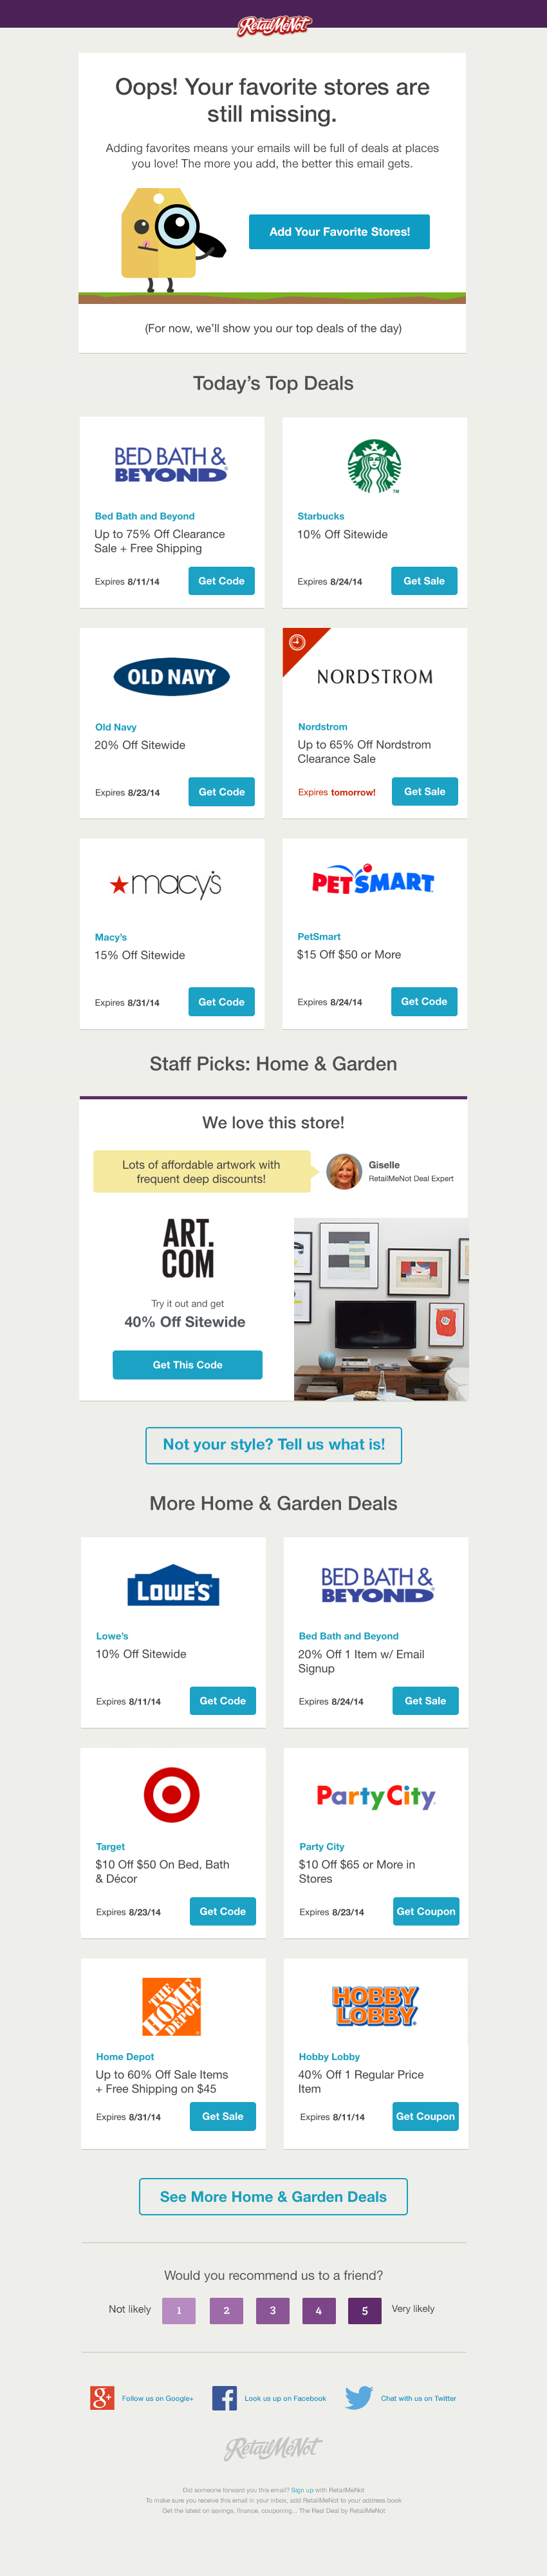 RetailMeNot
Oops! Your favorite stores are
still missing.
Adding favorites means your emails will be full of deals at places
you love! The more you add, the better this email gets.
Add Your Favorite Stores!
(For now, we'll show you our top deals of the day)
Today's Top Deals
BED BATH &
BEYOND
Bed Bath and Beyond
Up to 75% Off Clearance
Sale + Free Shipping
Expires 8/11/14
Get Code
TM
Starbucks
10% Off Sitewide
Expires 8/24/14
Get Sale
OLD NAVY
Old Navy
20% Off Sitewide
Expires 8/23/14
Get Code
NORDSTROM
Nordstrom
Up to 65% Off Nordstrom
Clearance Sale
Expires tomorrow!
Get Sale
macy's
Macy's
15% Off Sitewide
Expires 8/31/14
Get Code
PETSMART
PetSmart
$15 Off $50 or More
Expires 8/24/14
Get Code
Staff Picks: Home & Garden
We love this store!
Lots of affordable artwork with
frequent deep discounts!
Giselle
RetailMeNot Deal Expert
ART.
COM
Try it out and get
40% Off Sitewide
Get This Code
Not your style? Tell us what is!
More Home & Garden Deals
LOWE'S
Lowe's
10% Off Sitewide
Expires 8/11/14
Get Code
BED BATH &
BEYOND
Bed Bath and Beyond
20% Off 1 Item w/ Email
Signup
Expires 8/24/14
Get Sale
Target
$10 Off $50 On Bed, Bath
& Décor
Expires 8/23/14
Get Code
Party City
Party City
$10 Off $65 or More in
Stores
Expires 8/23/14
Get Coupon
THE
HOME
DEPOT
Home Depot
Up to 60% Off Sale Items
+ Free Shipping on $45
Expires 8/31/14
Get Sale
HOBBY
LOBBY
Hobby Lobby
40% Off 1 Regular Price
Item
Expires 8/11/14
Get Coupon
See More Home & Garden Deals
Would you recommend us to a friend?
Not likely 1 2 3 4 5 Very likely
g+ Follow us on Google+
f Look us up on Facebook
Chat with us on Twitter
RetailMeNot
Did someone forward you this email? Sign up with RetailMeNot
To make sure you receive this email in your inbox, add RetailMeNot to your address book
Get the latest on savings, finance, couponing... The Real Deal by RetailMeNot